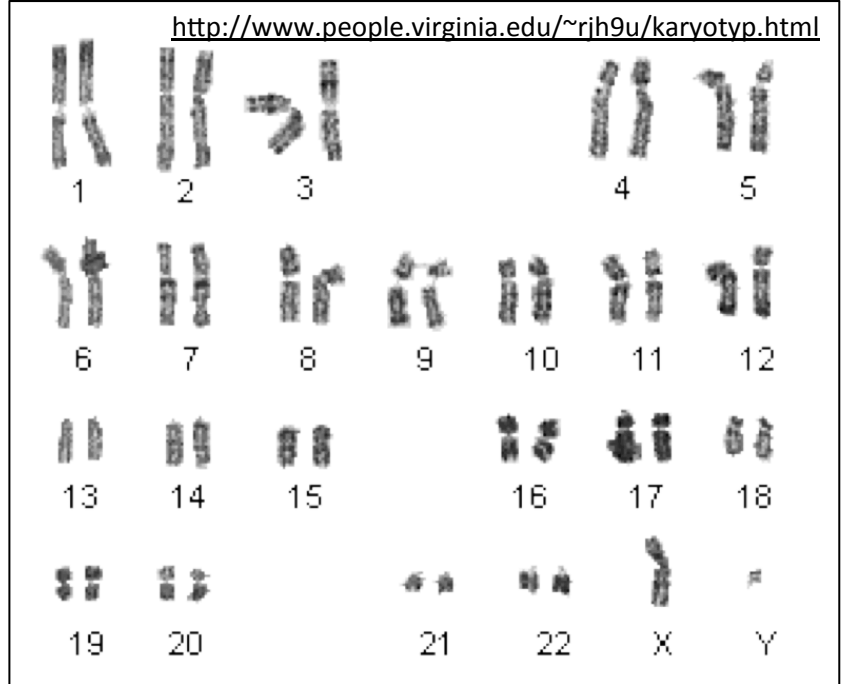 http://www.people.virginia.edu/~rjh9u/karyotyp.html
1 2 3 4 5
6 7 8 9 10 11 12
13 14 15 16 17 18
19 20 21 22 X Y